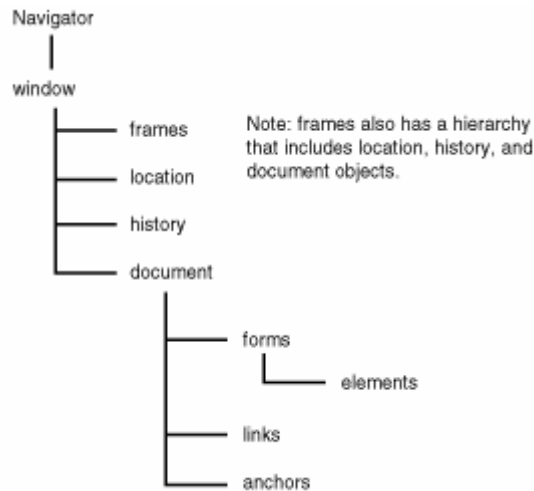 Navigator
window
frames
Note: frames also has a hierarchy
that includes location, history, and
document objects.
location
history
document
forms
elements
links
anchors